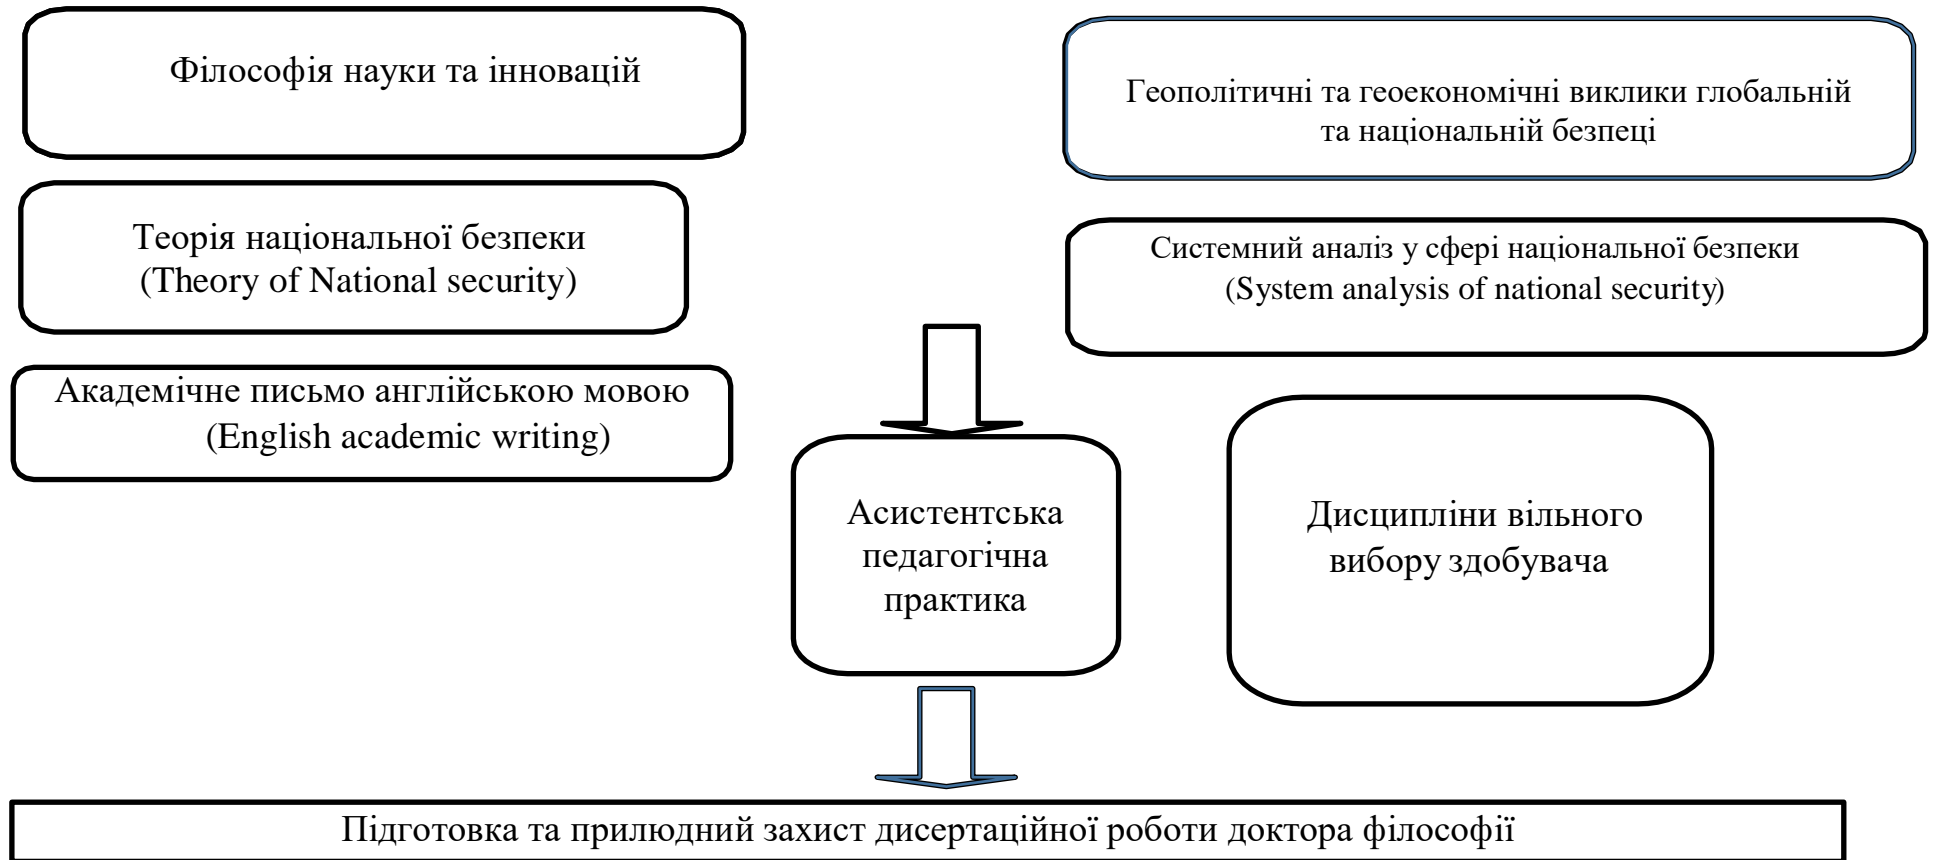 Філософія науки та інновацій
Теорія національної безпеки
(Theory of National security)
Академічне письмо англійською мовою
(English academic writing)
Геополітичні та геоекономічні виклики глобальній
та національній безпеці
Системний аналіз у сфері національної безпеки
(System analysis of national security)
Асистентська
педагогічна
практика
Дисципліни вільного
вибору здобувача
Підготовка та прилюдний захист дисертаційної роботи доктора філософії